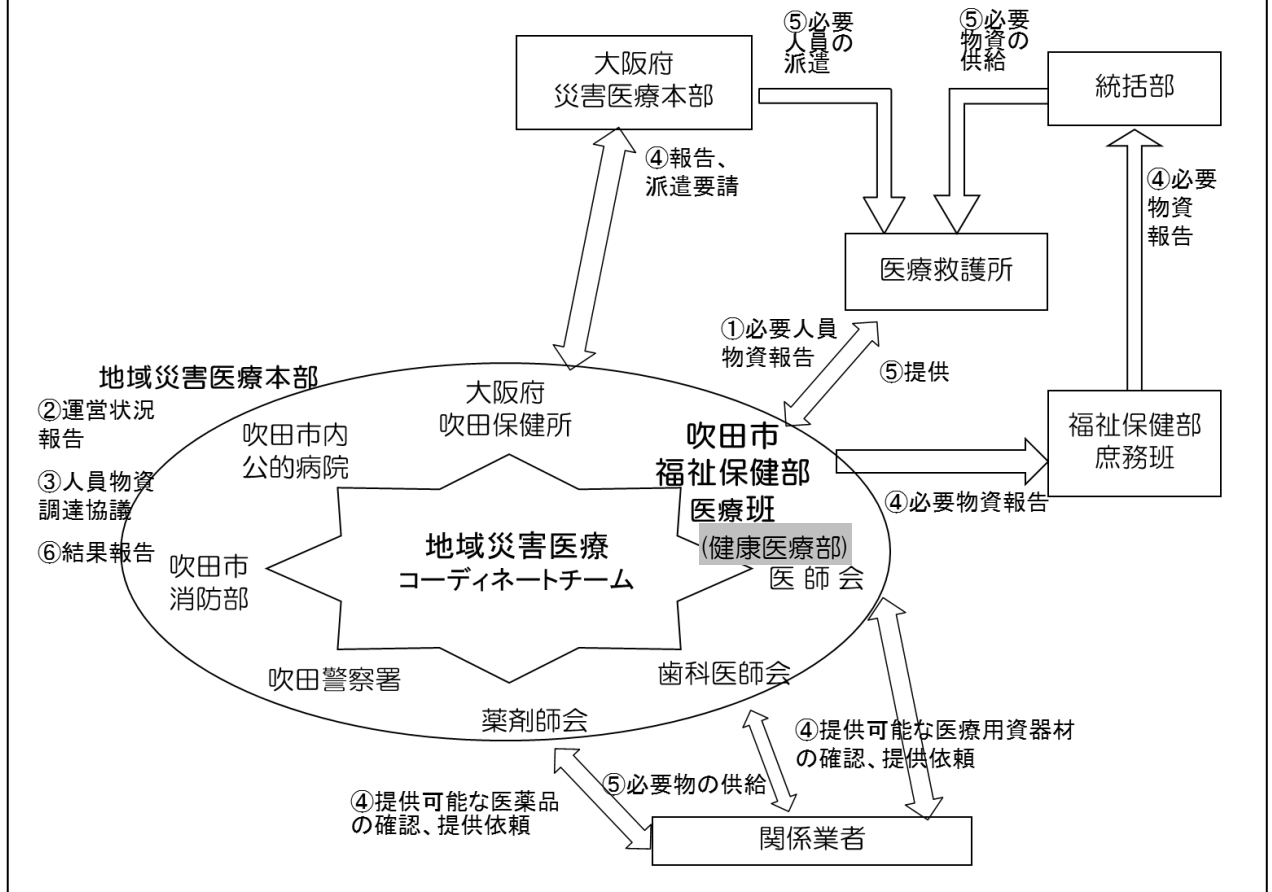 ⑤必要
人員の
派遣
⑤必要
物資の
供給
大阪府
災害医療本部
統括部
④報告、
派遣要請
④必要
物資
報告
医療救護所
①必要人員
物資報告
⑤提供
地域災害医療本部
②運営状況
報告
③人員物資
調達協議
⑥結果報告
大阪府
吹田保健所
吹田市内
公的病院
吹田市
福祉保健部
医療班
(健康医療部)
福祉保健部
庶務班
④必要物資報告
地域災害医療
コーディネートチーム
医師会
吹田市
消防部
吹田警察署
歯科医師会
薬剤師会
④提供可能な医療用資器材
の確認、提供依頼
⑤必要物の供給
④提供可能な医薬品
の確認、提供依頼
関係業者